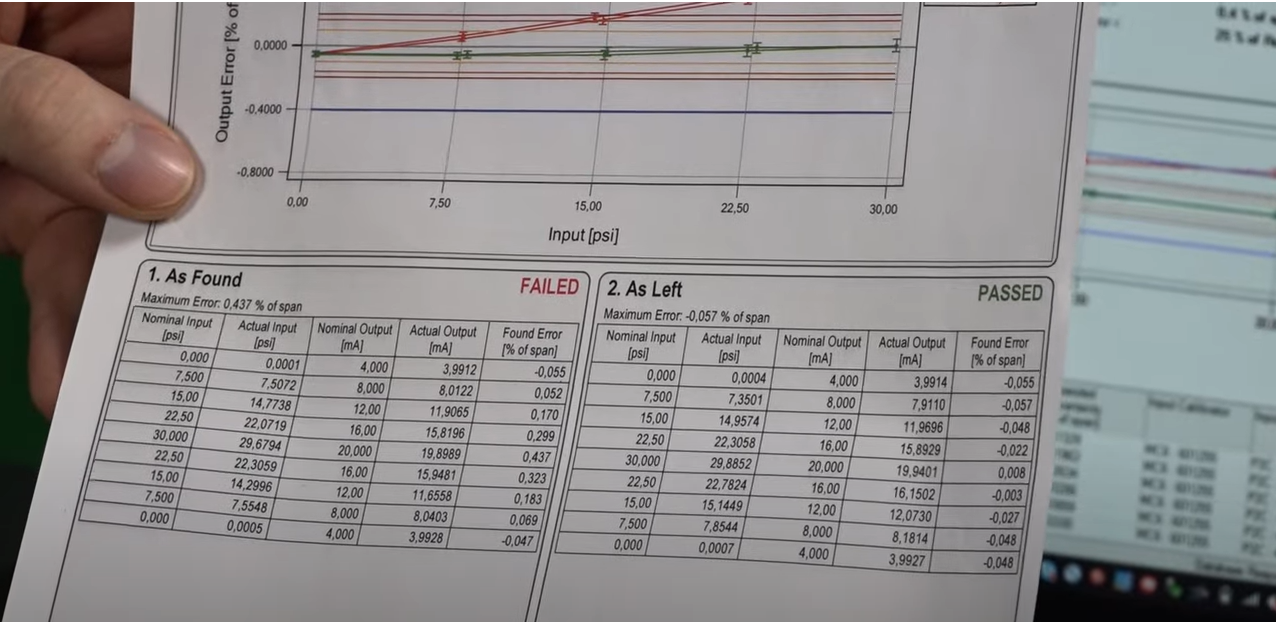 Output Error [% of
0,0000
-0,4000
-0,8000
0,00 7,50 15,00 22,50 30,00
Input [psi]
1. As Found FAILED
Maximum Error: 0,437 % of span
Nominal Input [psi] Actual Input [psi] Nominal Output [mA] Actual Output [mA] Found Error [% of span]
0,000 0,0001 4,000 3,9912 -0,055
7,500 7,5072 8,000 8,0122 0,052
15,00 14,7738 12,00 11,9065 0,170
22,50 22,0719 16,00 15,8196 0,299
30,000 29,6794 20,000 19,8989 0,437
22,50 22,3059 16,00 15,9481 0,323
15,00 14,2996 12,00 11,6558 0,183
7,500 7,5548 8,000 8,0403 0,069
0,000 0,0005 4,000 3,9928 -0,047
2. As Left PASSED
Maximum Error: -0,057 % of span
Nominal Input [psi] Actual Input [psi] Nominal Output [mA] Actual Output [mA] Found Error [% of span]
0,000 0,0004 4,000 3,9914 -0,055
7,500 7,3501 8,000 7,9110 -0,057
15,00 14,9574 12,00 11,9696 -0,048
22,50 22,3058 16,00 15,8929 -0,022
30,000 29,8852 20,000 19,9401 0,008
22,50 22,7824 16,00 16,1502 -0,003
15,00 15,1449 12,00 12,0730 -0,027
7,500 7,8544 8,000 8,1814 -0,048
0,000 0,0007 4,000 3,9927 -0,048